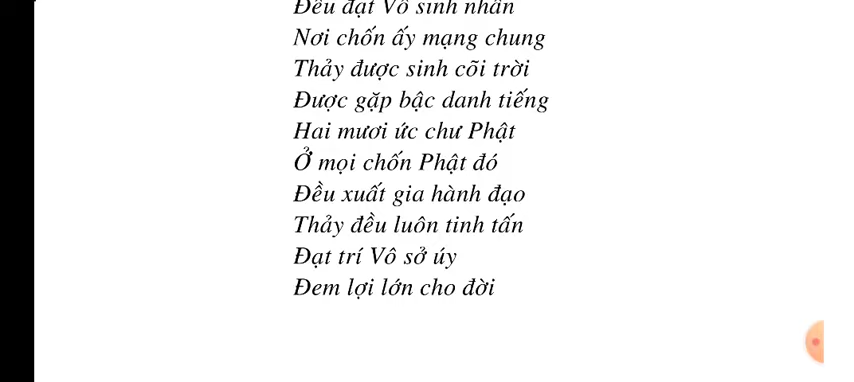 Đều đạt Vô sinh nhẫn
Nơi chốn ấy mạng chung
Thảy được sinh cõi trời
Được gặp bậc danh tiếng
Hai mươi ức chư Phật
Ở mọi chốn Phật đó
Đều xuất gia hành đạo
Thảy đều luôn tinh tấn
Đạt trí Vô sở úy
Đem lợi lớn cho đời